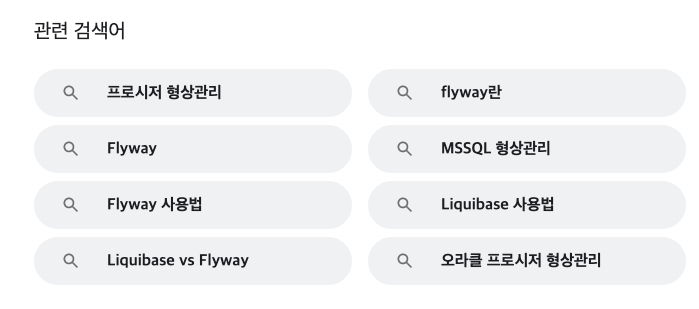 관련 검색어
프로시저 형상관리
flyway란
Flyway
MSSQL 형상관리
Flyway 사용법
Liquibase 사용법
Liquibase vs Flyway
오라클 프로시저 형상관리